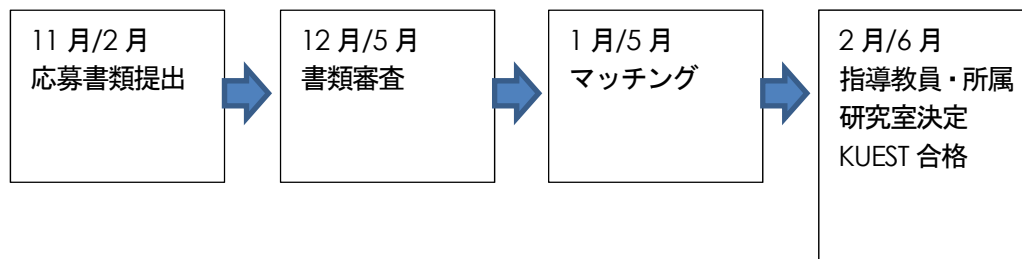 11 月/2 月
応募書類提出
12 月/5 月
書類審査
1 月/5 月
マッチング
2 月/6 月
指導教員・所属
研究室決定
KUEST 合格